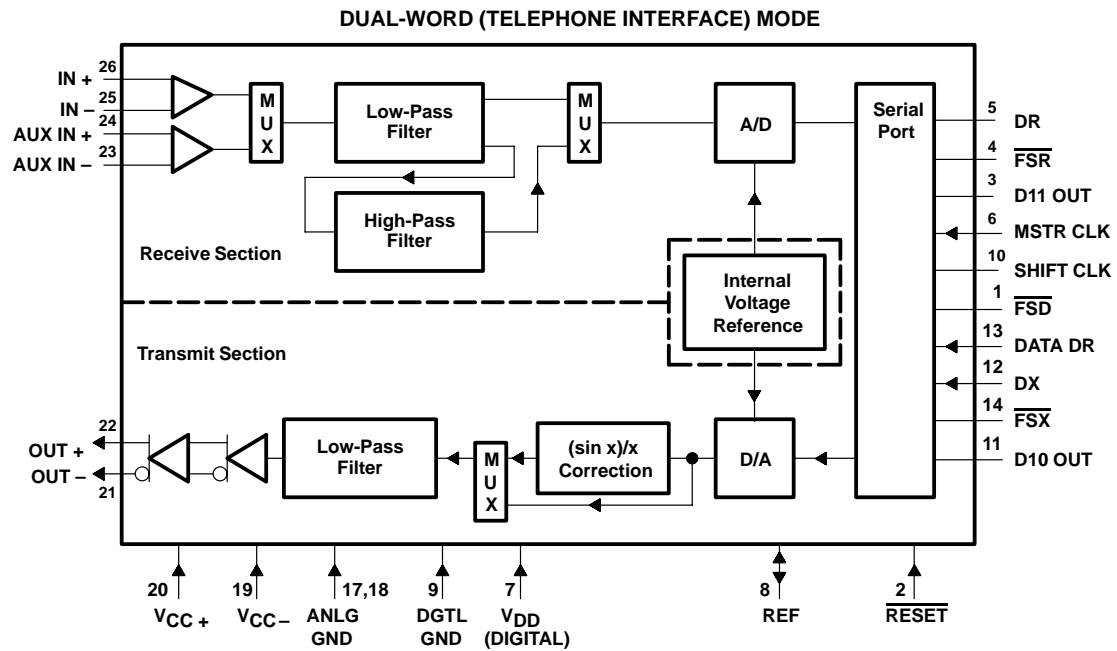 DUAL-WORD (TELEPHONE INTERFACE) MODE
26
IN +
25
IN –
24
AUX IN +
23
AUX IN –
M
U
X
Low-Pass
Filter
High-Pass
Filter
M
U
X
A/D
Serial
Port
5
DR
4
FSR
3
D11 OUT
6
MSTR CLK
10
SHIFT CLK
1
FSD
13
DATA DR
12
DX
14
FSX
11
D10 OUT
Receive Section
Internal
Voltage
Reference
Transmit Section
22
OUT +
OUT –
21
Low-Pass
Filter
M
U
X
(sin x)/x
Correction
D/A
20
VCC +
19
VCC –
17,18
ANLG
GND
9
DGTL
GND
7
VDD
(DIGITAL)
8
REF
2
RESET